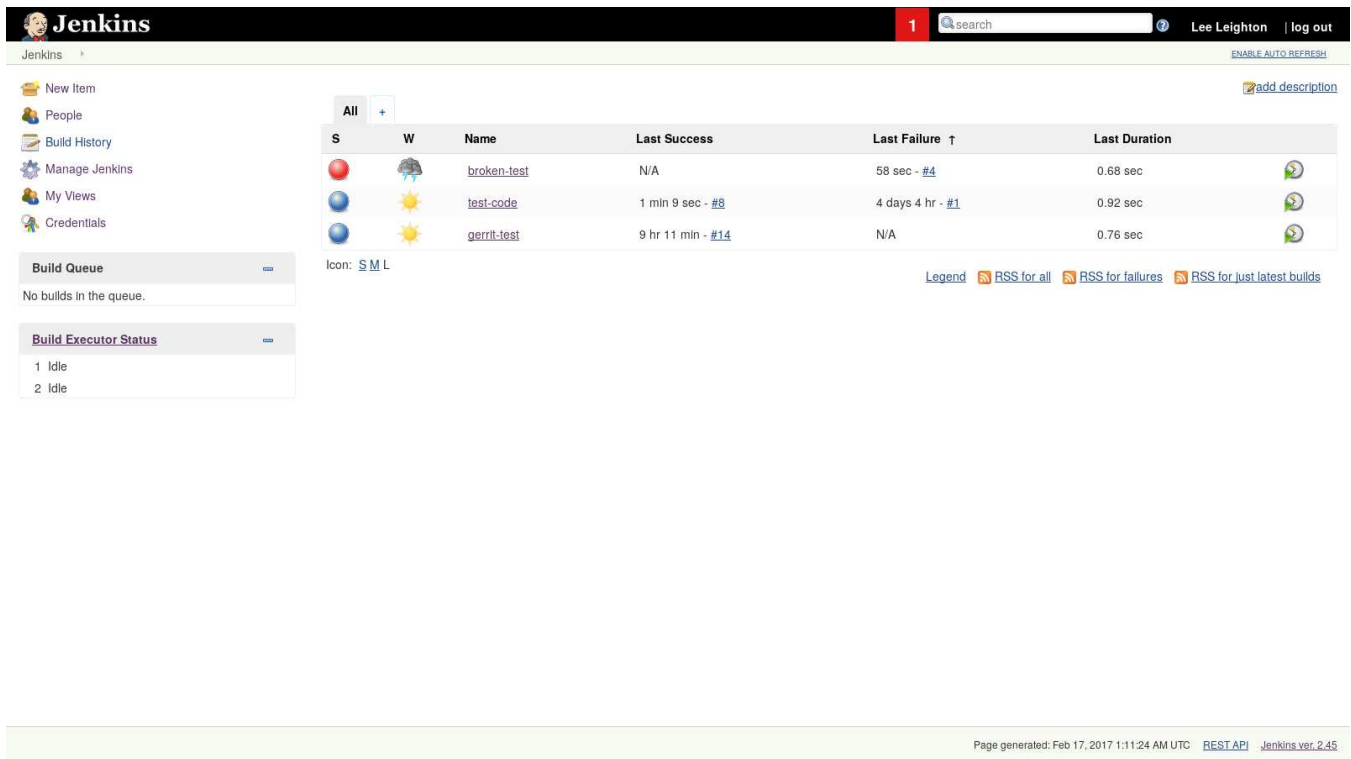 Jenkins 1 search Lee Leighton | log out
Jenkins ENABLE AUTO REFRESH
New Item
People
Build History
Manage Jenkins
My Views
Credentials
Build Queue
No builds in the queue.
Build Executor Status
1 Idle
2 Idle
add description
All +
S W Name Last Success Last Failure ↑ Last Duration
broken-test N/A 58 sec - #4 0.68 sec
test-code 1 min 9 sec - #8 4 days 4 hr - #1 0.92 sec
gerrit-test 9 hr 11 min - #14 N/A 0.76 sec
Icon: S M L
Legend RSS for all RSS for failures RSS for just latest builds
Page generated: Feb 17, 2017 1:11:24 AM UTC REST API Jenkins ver. 2.45